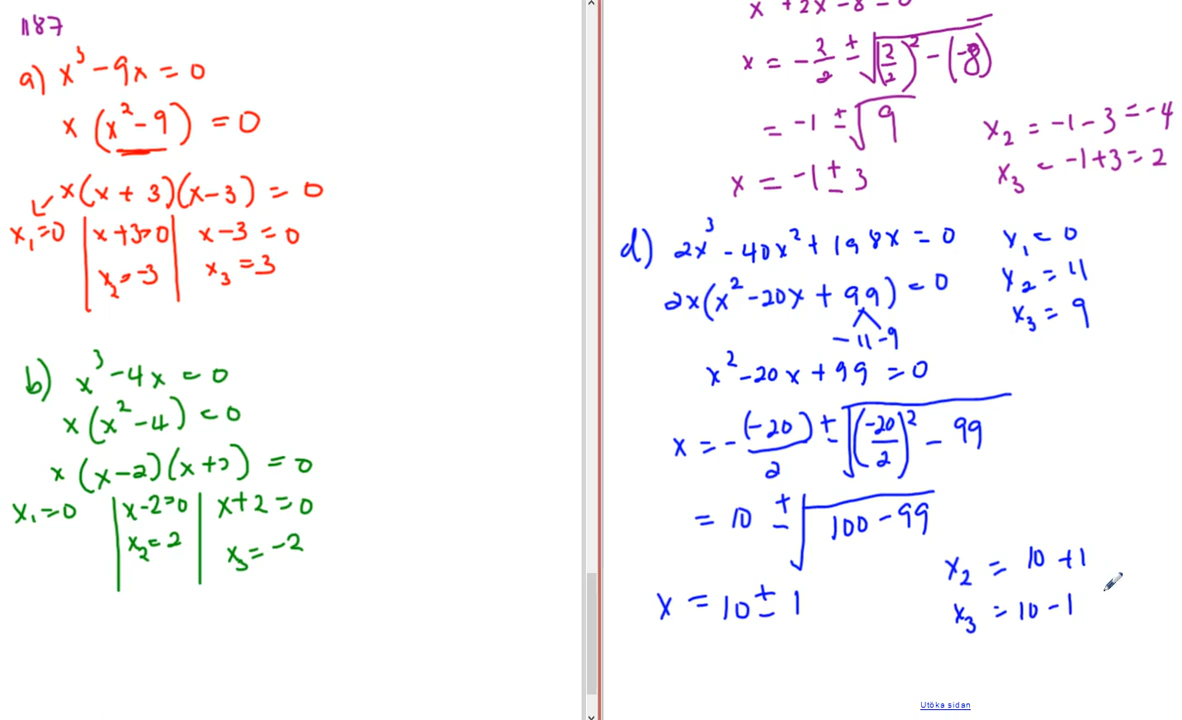 1187
a) x³ - 9x = 0
x (x² - 9) = 0
x(x + 3)(x - 3) = 0
x₁=0 | x+3=0 | x - 3 = 0
x₂=-3 | x₃ = 3
b) x³ - 4x = 0
x (x² - 4) = 0
x (x - 2)(x + 2) = 0
x₁=0 | x-2=0 | x + 2 = 0
x₂ = 2 | x₃ = -2
x² + 2x - 8 = 0
x = - 2/2 ± √((2/2)² - (-8))
= -1 ± √9
x₂ = -1 - 3 = -4
x = -1 ± 3
x₃ = -1 + 3 = 2
d) 2x³ - 40x² + 198x = 0
x₁ = 0
2x(x² - 20x + 99) = 0
x₂ = 11
-11 -9
x₃ = 9
x² - 20x + 99 = 0
x = - (-20)/2 ± √((-20/2)² - 99)
= 10 ± √(100 - 99)
x₂ = 10 + 1
x = 10 ± 1
x₃ = 10 - 1
Utöka sidan